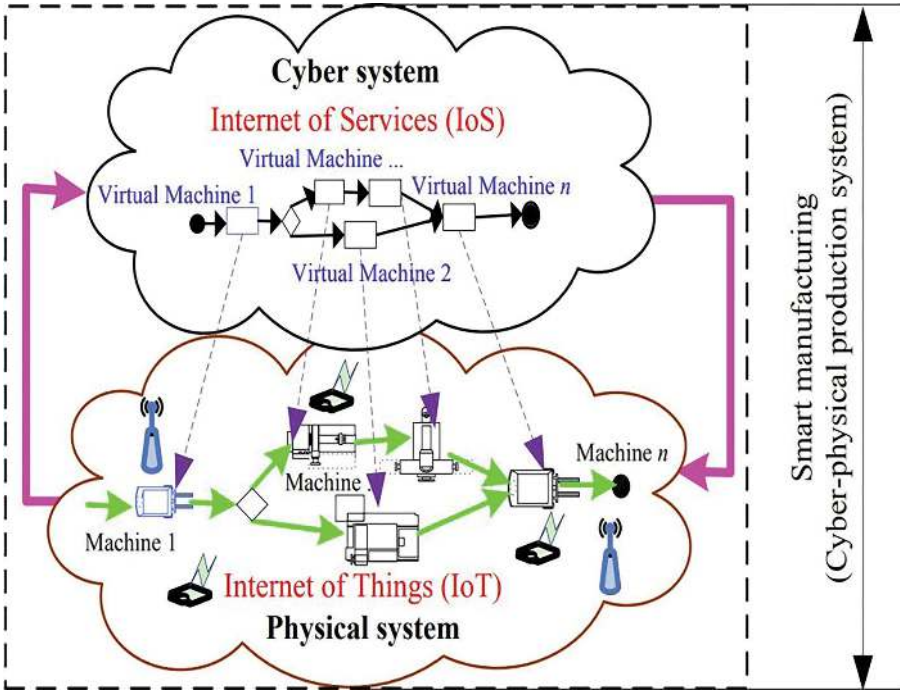 Cyber system
Internet of Services (IoS)
Virtual Machine ...
Virtual Machine 1
Virtual Machine n
Virtual Machine 2
Machine n
Machine .
Machine 1
Internet of Things (IoT)
Physical system
Smart manufacturing
(Cyber-physical production system)